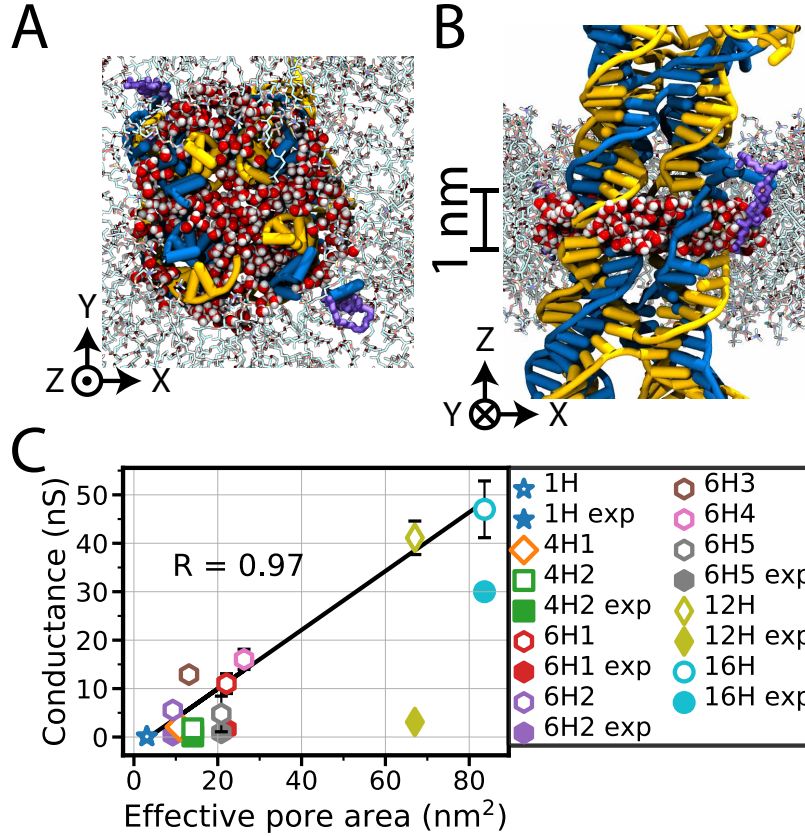 A
B
1 nm
Y
Z
X
Z
Y
X
C
Conductance (nS)
50
40
30
20
10
0
R = 0.97
0
20
40
60
80
Effective pore area (nm²)
1H
1H exp
4H1
4H2
4H2 exp
6H1
6H1 exp
6H2
6H2 exp
6H3
6H4
6H5
6H5 exp
12H
12H exp
16H
16H exp